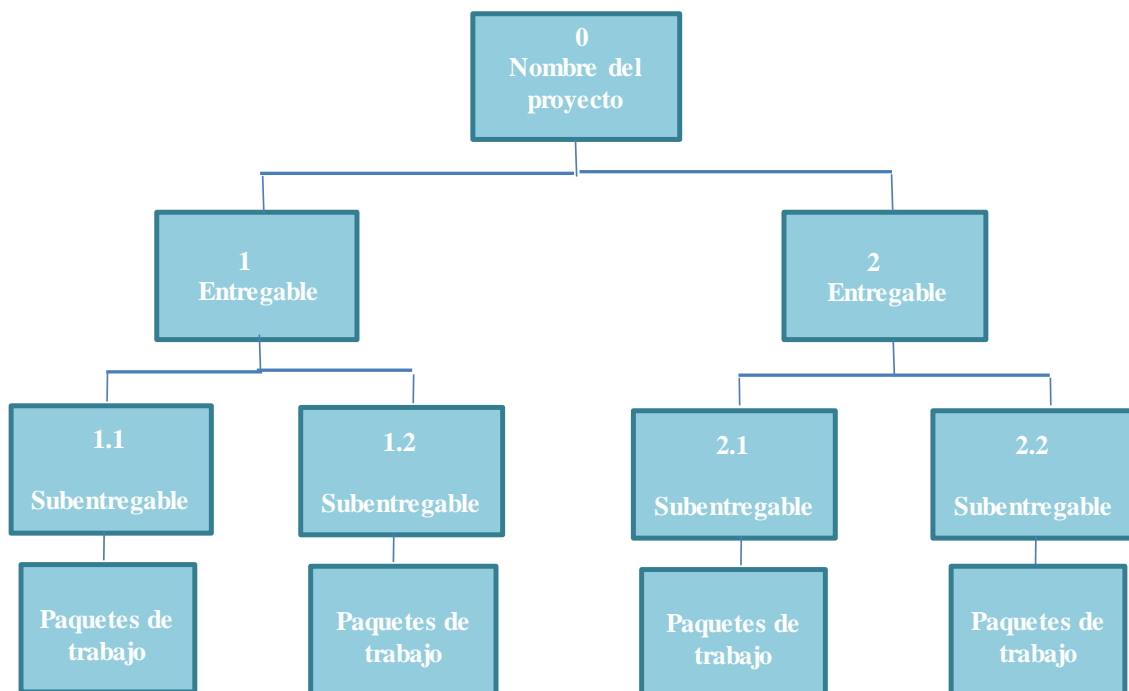 0
Nombre del
proyecto
1
Entregable
2
Entregable
1.1
Subentregable
1.2
Subentregable
2.1
Subentregable
2.2
Subentregable
Paquetes de
trabajo
Paquetes de
trabajo
Paquetes de
trabajo
Paquetes de
trabajo